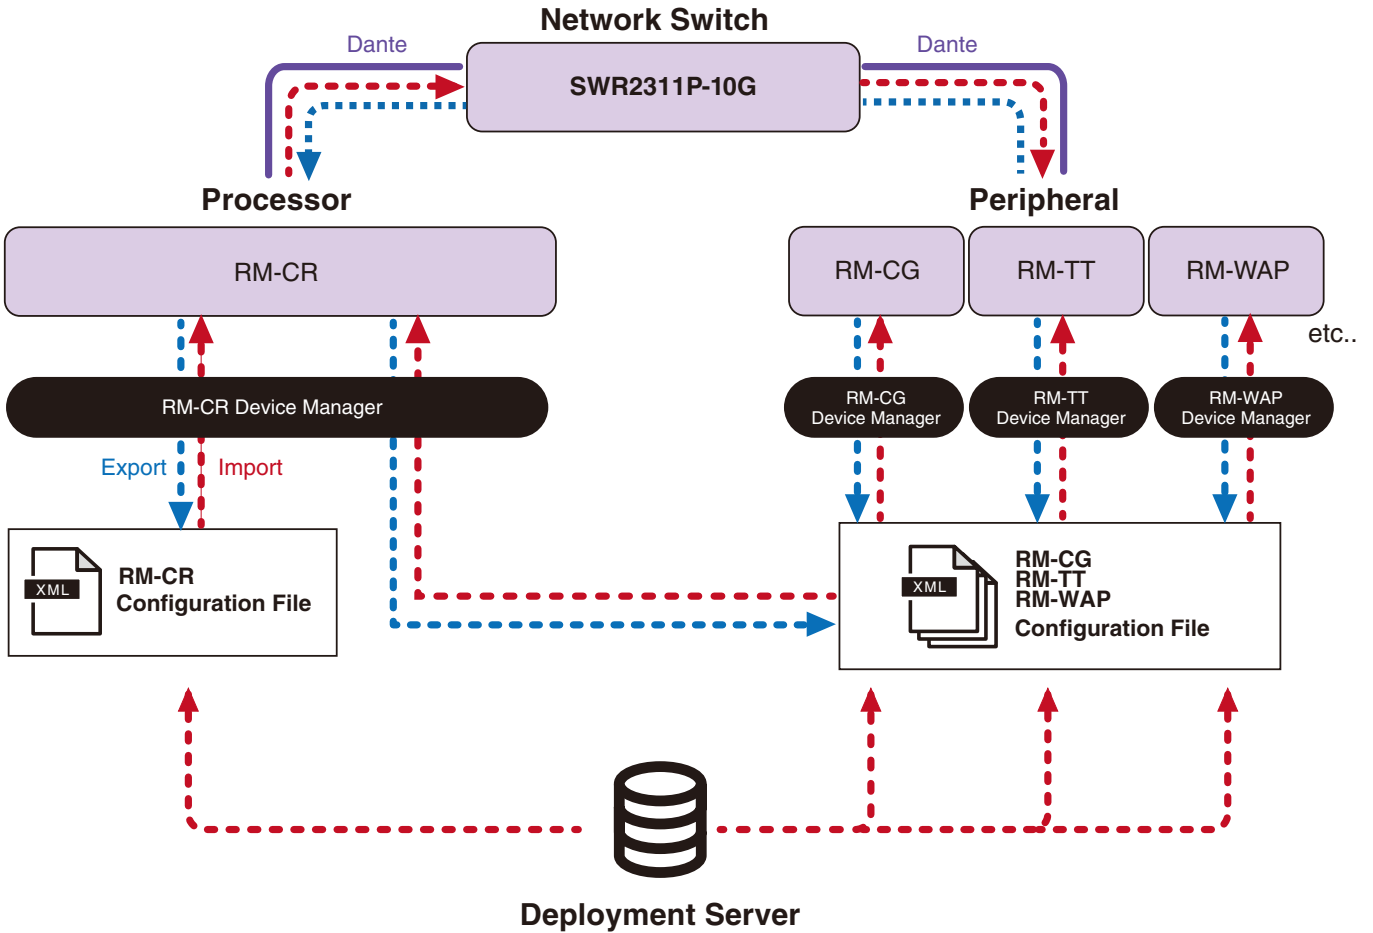 Network Switch
Dante
Dante
SWR2311P-10G
Processor
Peripheral
RM-CR
RM-CG
RM-TT
RM-WAP
etc..
RM-CR Device Manager
RM-CG
Device Manager
RM-TT
Device Manager
RM-WAP
Device Manager
Export
Import
XML
RM-CR
Configuration File
XML
RM-CG
RM-TT
RM-WAP
Configuration File
Deployment Server